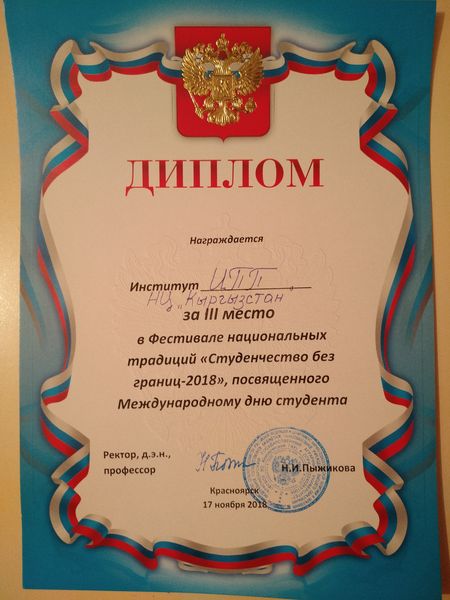 ДИПЛОМ
Награждается
Институт ИПП
НЦ „Кыргызстан"
за III место
в Фестивале национальных
традиций «Студенчество без
границ-2018», посвященного
Международному дню студента
Ректор, д.э.н.,
профессор
Н.И.Пыжикова
Красноярск
17 ноября 2018